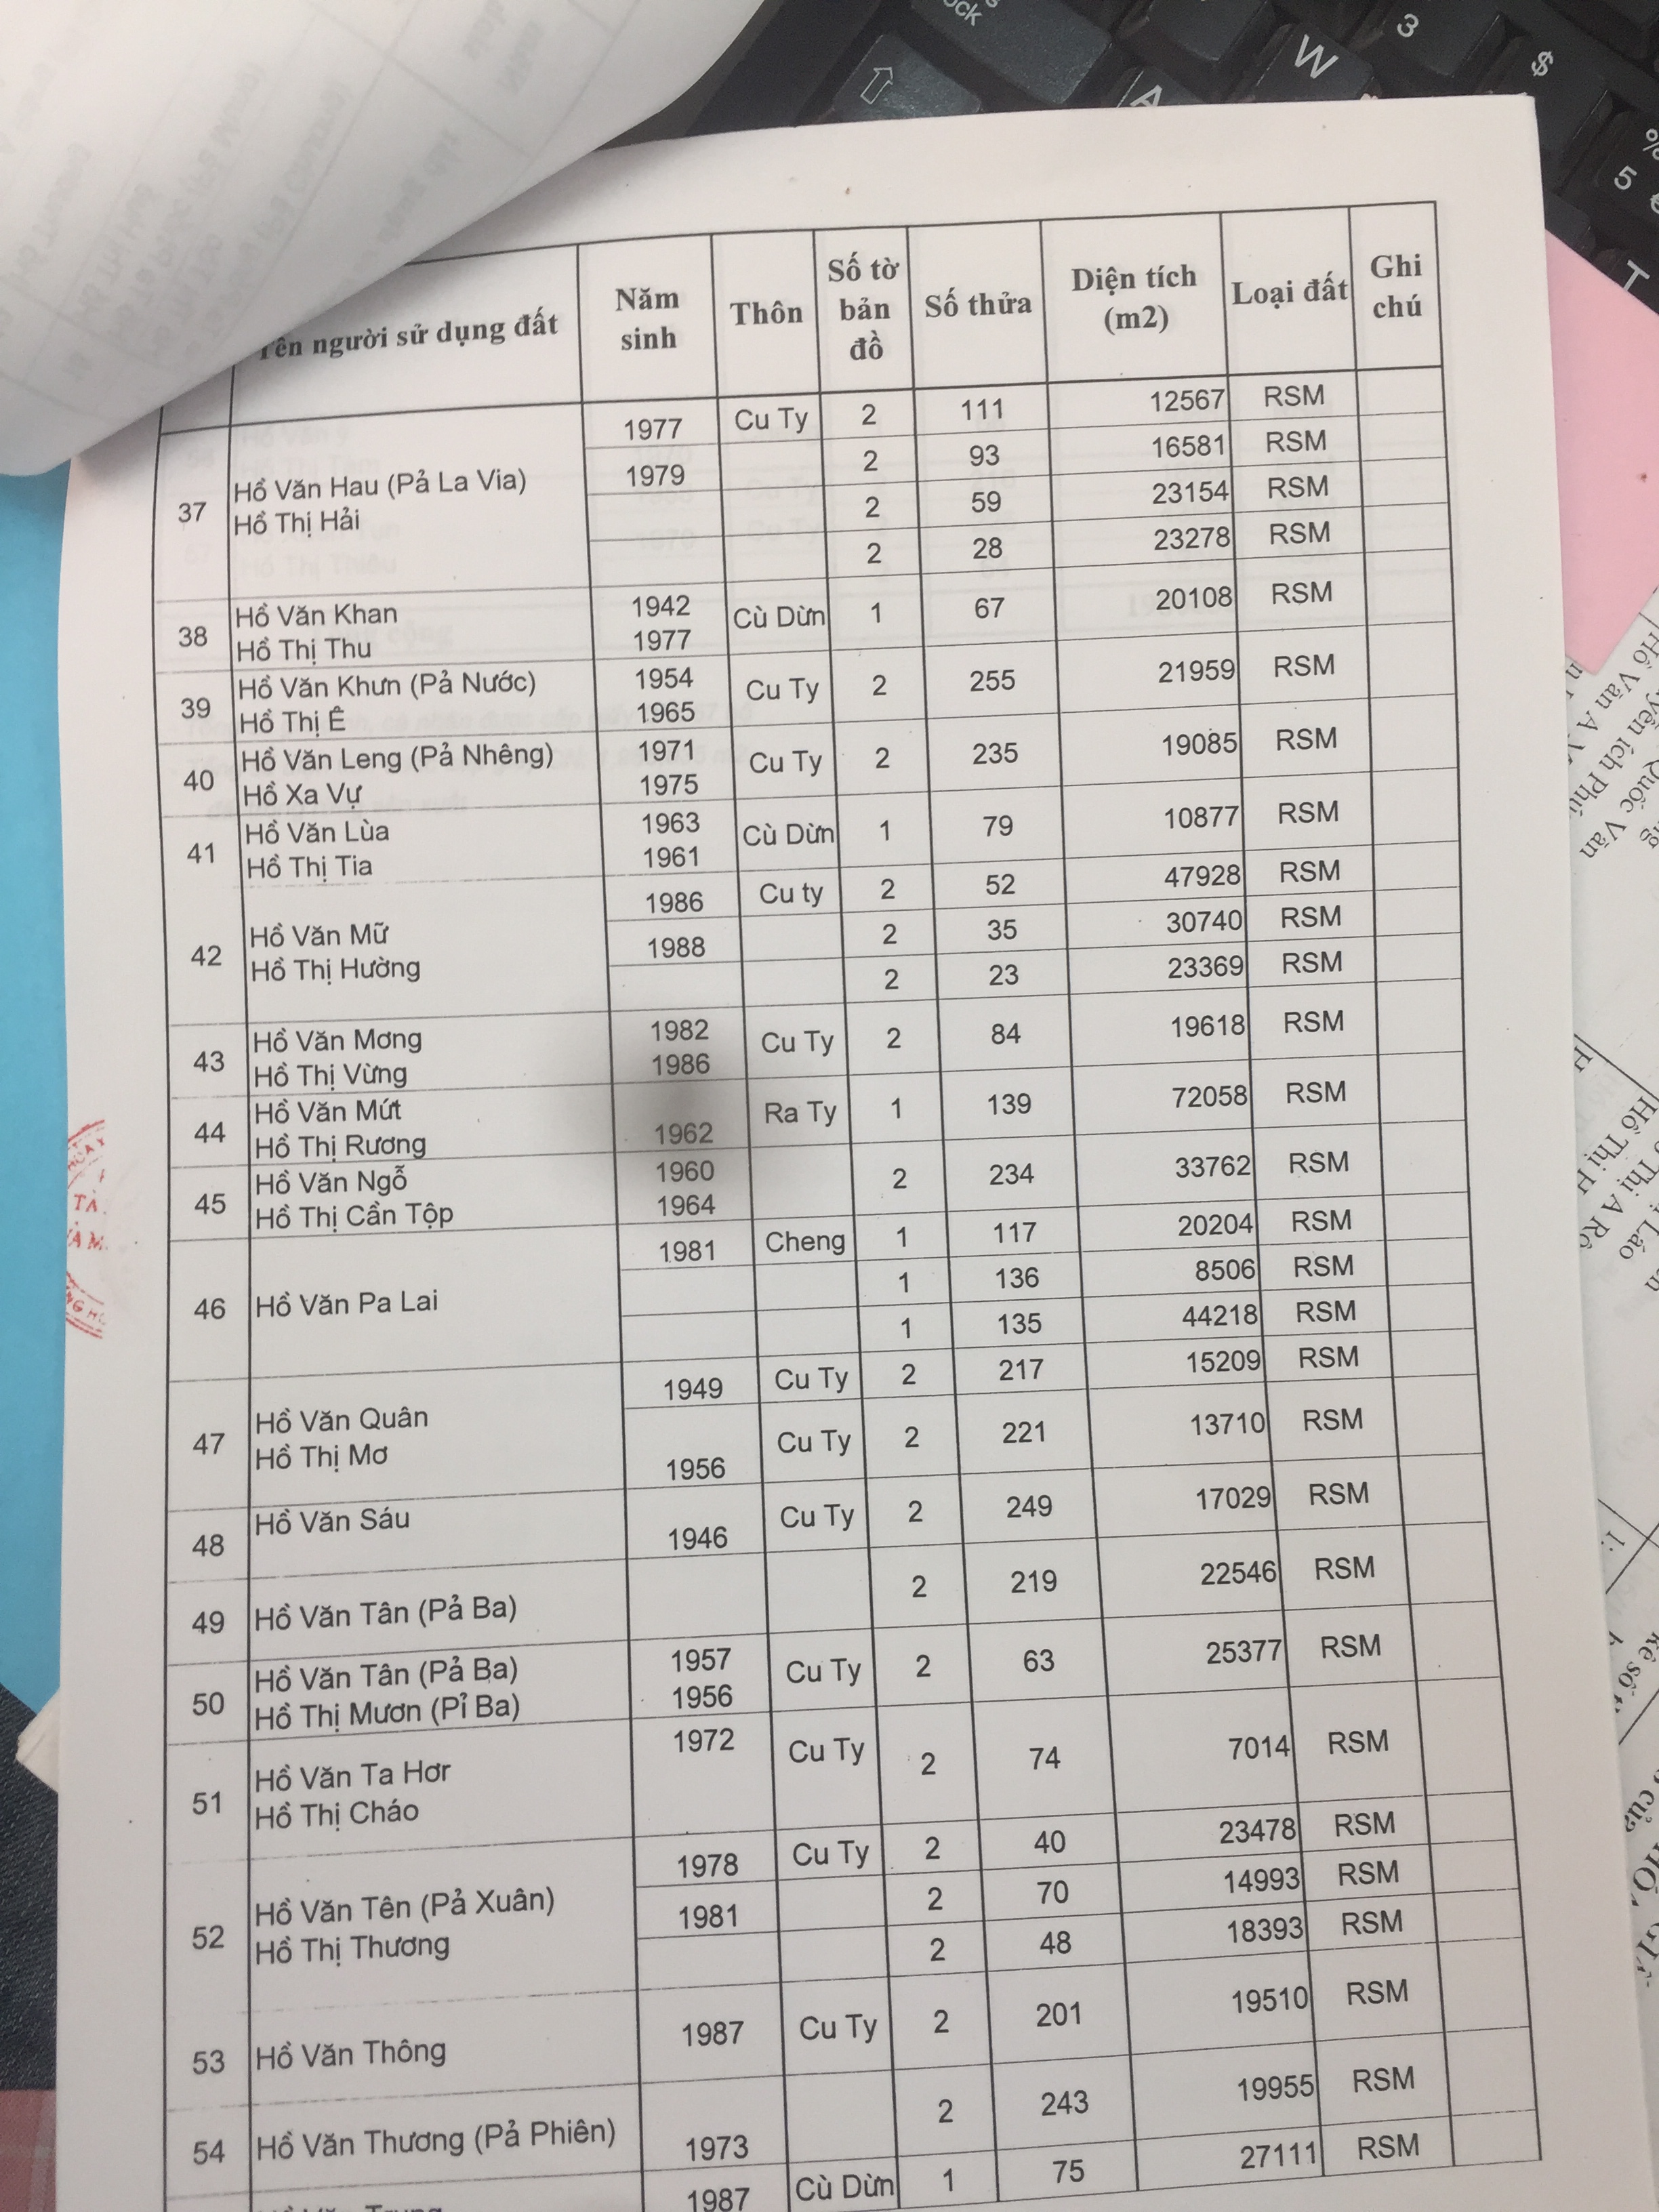 Tên người sử dụng đất | Năm sinh | Thôn | Số tờ bản đồ | Số thửa | Diện tích (m2) | Loại đất | Ghi chú
37 | Hồ Văn Hau (Pả La Via) | 1977 | Cu Ty | 2 | 111 | 12567 | RSM
Hồ Thị Hải | 1979 | 2 | 93 | 16581 | RSM
2 | 59 | 23154 | RSM
2 | 28 | 23278 | RSM
38 | Hồ Văn Khan | 1942 | Cù Dừn | 1 | 67 | 20108 | RSM
Hồ Thị Thu | 1977
39 | Hồ Văn Khưn (Pả Nước) | 1954 | Cu Ty | 2 | 255 | 21959 | RSM
Hồ Thị Ê | 1965
40 | Hồ Văn Leng (Pả Nhêng) | 1971 | Cu Ty | 2 | 235 | 19085 | RSM
Hồ Xa Vự | 1975
41 | Hồ Văn Lùa | 1963 | Cù Dừn | 1 | 79 | 10877 | RSM
Hồ Thị Tia | 1961
42 | Hồ Văn Mữ | 1986 | Cu ty | 2 | 52 | 47928 | RSM
Hồ Thị Hường | 1988 | 2 | 35 | 30740 | RSM
2 | 23 | 23369 | RSM
43 | Hồ Văn Mơng | 1982 | Cu Ty | 2 | 84 | 19618 | RSM
Hồ Thị Vừng | 1986
44 | Hồ Văn Mứt | Ra Ty | 1 | 139 | 72058 | RSM
Hồ Thị Rương | 1962
45 | Hồ Văn Ngỗ | 1960 | 2 | 234 | 33762 | RSM
Hồ Thị Cần Tộp | 1964
46 | Hồ Văn Pa Lai | 1981 | Cheng | 1 | 117 | 20204 | RSM
1 | 136 | 8506 | RSM
1 | 135 | 44218 | RSM
47 | Hồ Văn Quân | 1949 | Cu Ty | 2 | 217 | 15209 | RSM
Hồ Thị Mơ | 1956 | Cu Ty | 2 | 221 | 13710 | RSM
48 | Hồ Văn Sáu | 1946 | Cu Ty | 2 | 249 | 17029 | RSM
49 | Hồ Văn Tân (Pả Ba) | 2 | 219 | 22546 | RSM
50 | Hồ Văn Tân (Pả Ba) | 1957 | Cu Ty | 2 | 63 | 25377 | RSM
Hồ Thị Mươn (Pỉ Ba) | 1956
51 | Hồ Văn Ta Hơr | 1972 | Cu Ty | 2 | 74 | 7014 | RSM
Hồ Thị Cháo
52 | Hồ Văn Tên (Pả Xuân) | 1978 | Cu Ty | 2 | 40 | 23478 | RSM
Hồ Thị Thương | 1981 | 2 | 70 | 14993 | RSM
2 | 48 | 18393 | RSM
53 | Hồ Văn Thông | 1987 | Cu Ty | 2 | 201 | 19510 | RSM
54 | Hồ Văn Thương (Pả Phiên) | 1973 | 2 | 243 | 19955 | RSM
1987 | Cù Dừn | 1 | 75 | 27111 | RSM